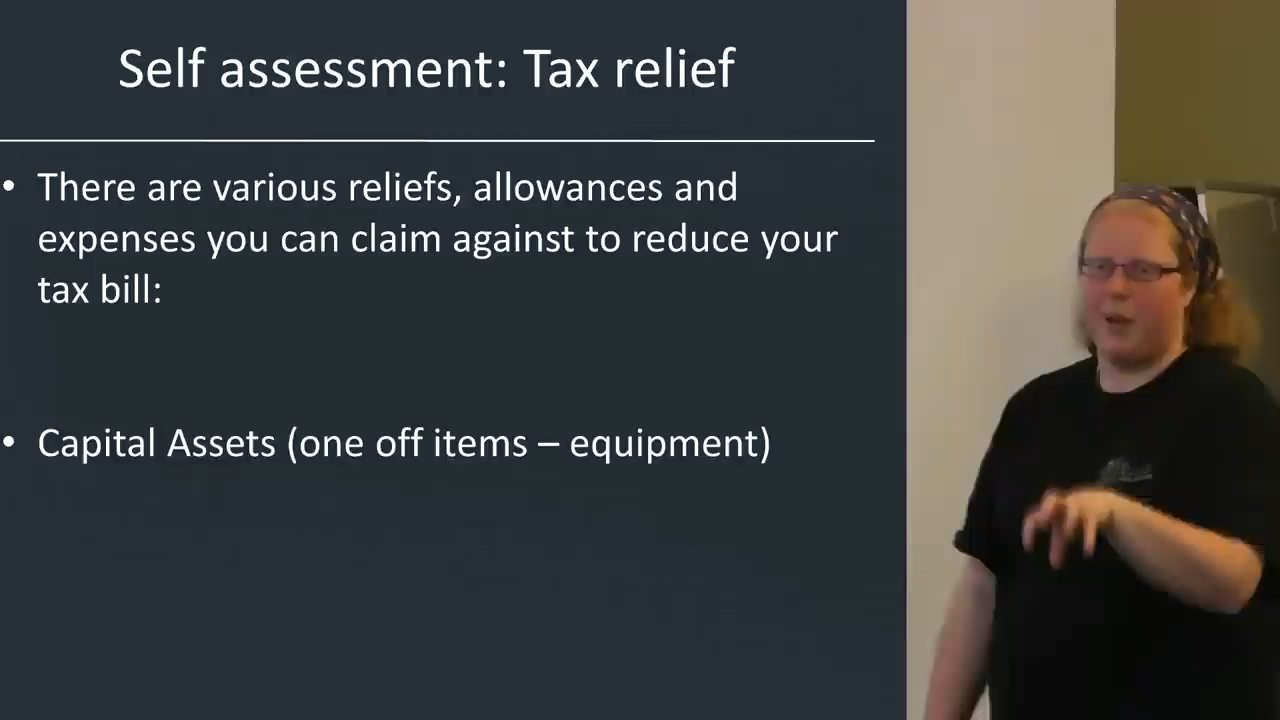 Self assessment: Tax relief
• There are various reliefs, allowances and
expenses you can claim against to reduce your
tax bill:
• Capital Assets (one off items – equipment)